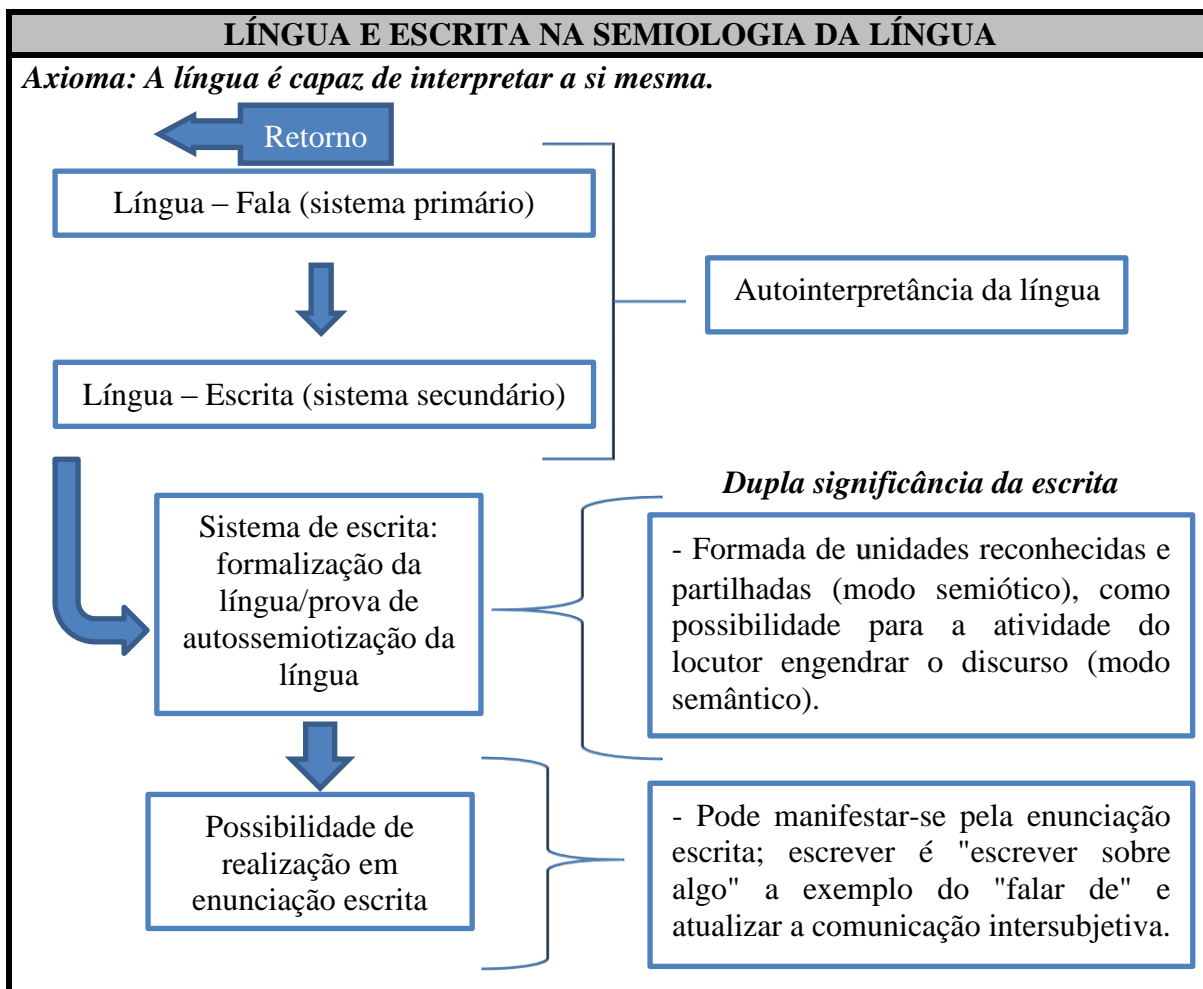 LÍNGUA E ESCRITA NA SEMIOLOGIA DA LÍNGUA
Axioma: A língua é capaz de interpretar a si mesma.
Retorno
Língua – Fala (sistema primário)
Autointerpretância da língua
Língua – Escrita (sistema secundário)
Sistema de escrita:
formalização da
língua/prova de
autossemiotização da
língua
Dupla significância da escrita
- Formada de unidades reconhecidas e
partilhadas (modo semiótico), como
possibilidade para a atividade do
locutor engendrar o discurso (modo
semântico).
Possibilidade de
realização em
enunciação escrita
- Pode manifestar-se pela enunciação
escrita; escrever é "escrever sobre
algo" a exemplo do "falar de" e
atualizar a comunicação intersubjetiva.